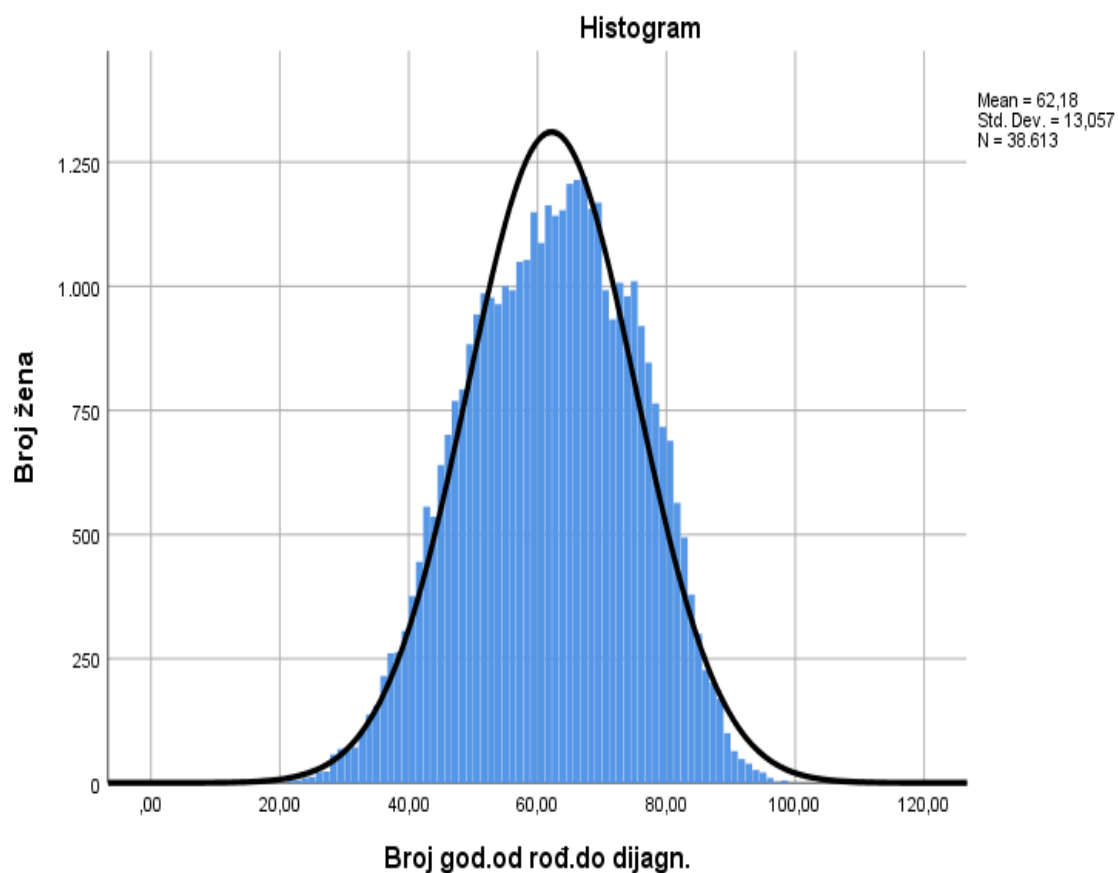 Histogram
Mean = 62,18
Std. Dev. = 13,057
N = 38.613
1.250
1.000
750
500
250
0
Broj žena
,00 20,00 40,00 60,00 80,00 100,00 120,00
Broj god.od rođ.do dijagn.